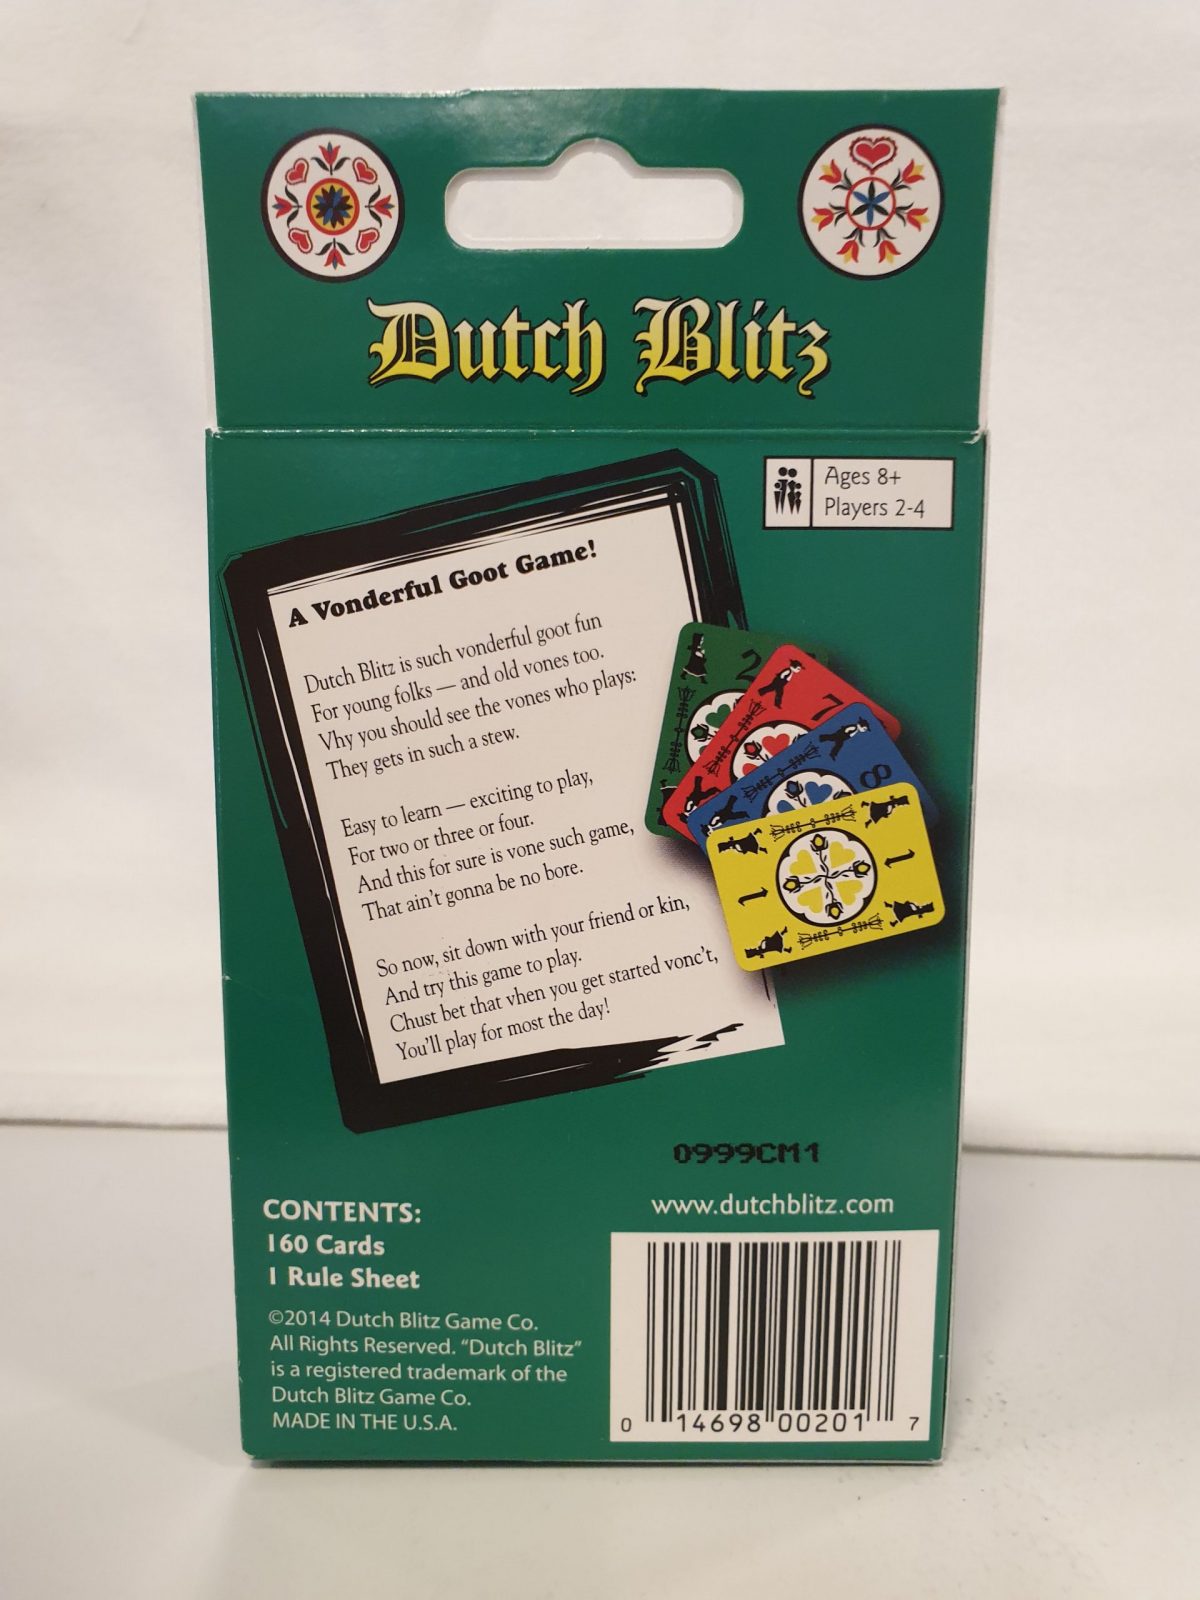 Dutch Blitz
Ages 8+
Players 2-4
A Vonderful Goot Game!
Dutch Blitz is such vonderful goot fun
For young folks — and old vones too.
Vhy you should see the vones who plays:
They gets in such a stew.
Easy to learn — exciting to play,
For two or three or four.
And this for sure is vone such game,
That ain't gonna be no bore.
So now, sit down with your friend or kin,
And try this game to play.
Chust bet that vhen you get started vonc't,
You'll play for most the day!
2
7
8
1
1
0999CM1
www.dutchblitz.com
CONTENTS:
160 Cards
1 Rule Sheet
©2014 Dutch Blitz Game Co.
All Rights Reserved. “Dutch Blitz”
is a registered trademark of the
Dutch Blitz Game Co.
MADE IN THE U.S.A.
0 14698 00201 7